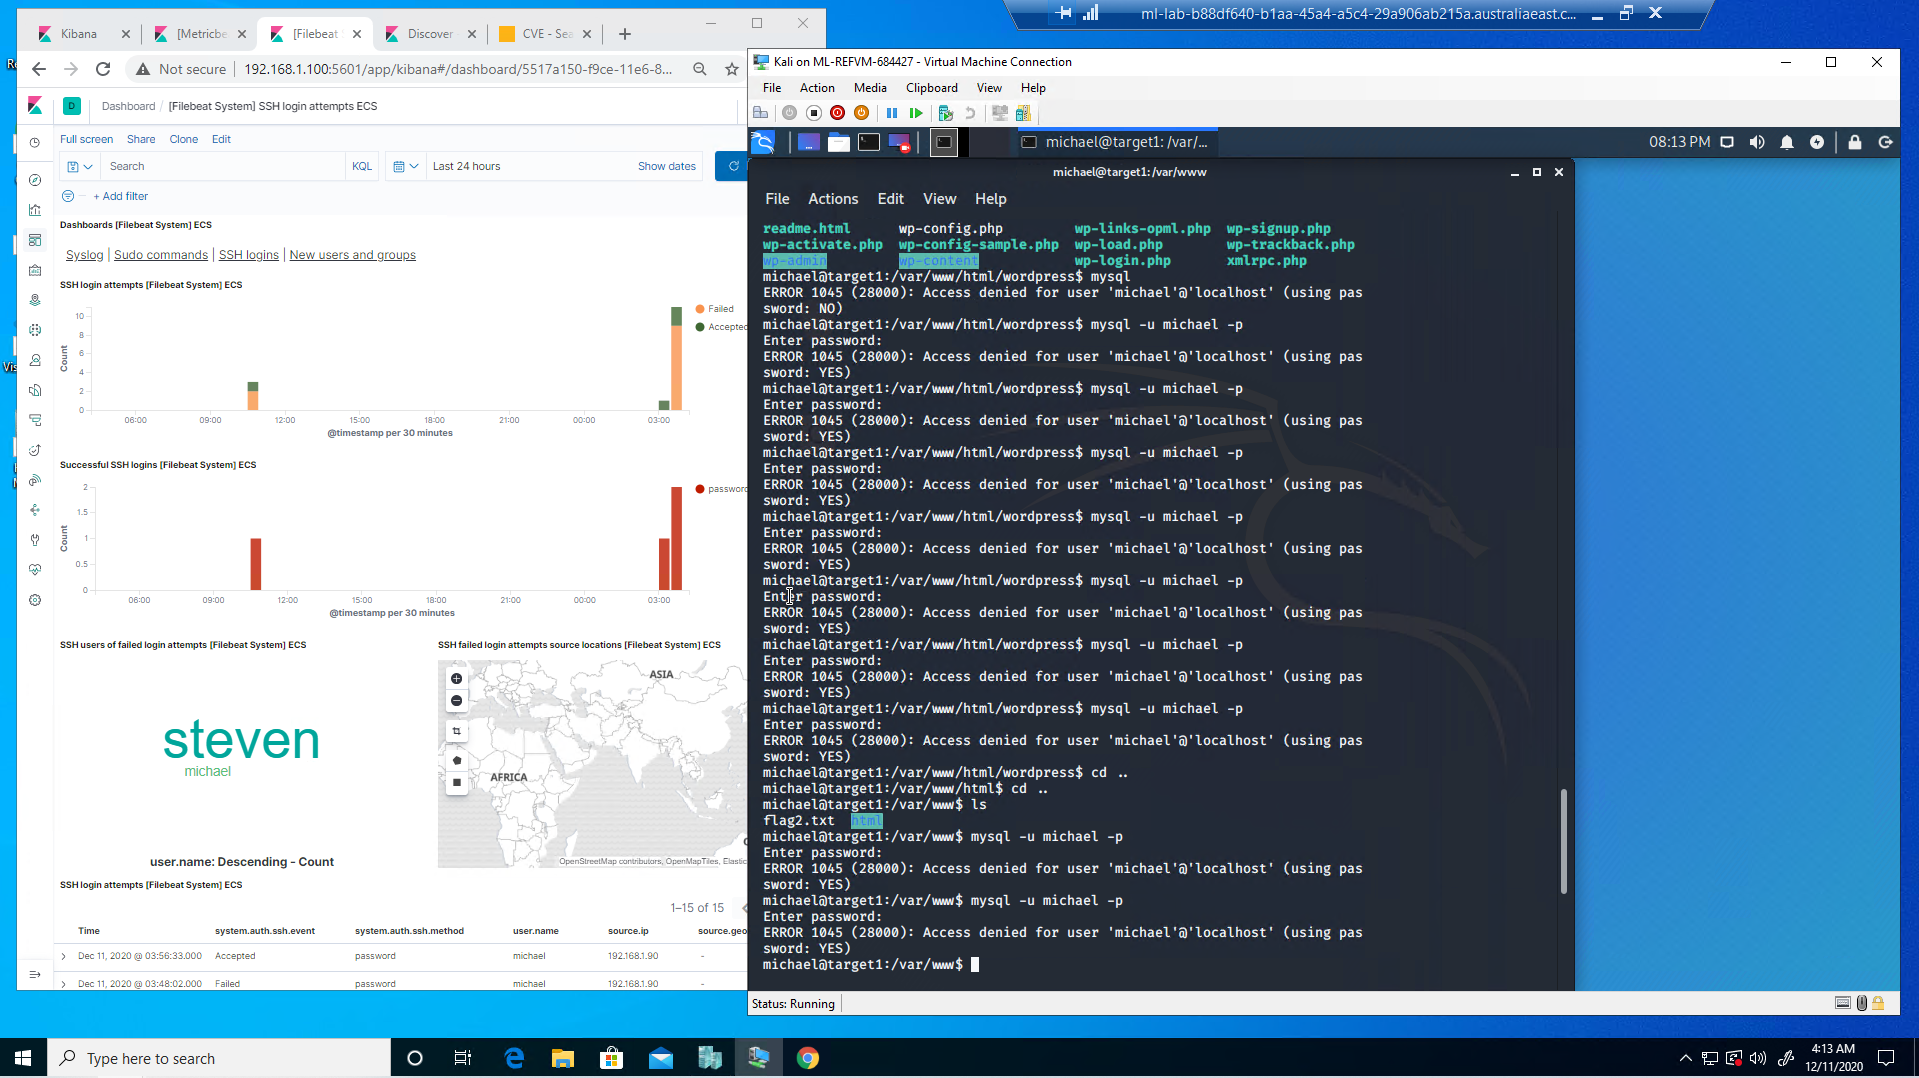 ml-lab-b88df640-b1aa-45a4-a5c4-29a906ab215a.australiaeast.c...
Kibana
[Metricbe
[Filebeat
Discover
CVE - Sea
Not secure
192.168.1.100:5601/app/kibana#/dashboard/5517a150-f9ce-11e6-8...
D
Dashboard / [Filebeat System] SSH login attempts ECS
Full screen Share Clone Edit
Search KQL Last 24 hours Show dates
+ Add filter
Dashboards [Filebeat System] ECS
Syslog | Sudo commands | SSH logins | New users and groups
SSH login attempts [Filebeat System] ECS
10
8
6
4
2
0
Count
Failed
Accepted
06:00 09:00 12:00 15:00 18:00 21:00 00:00 03:00
@timestamp per 30 minutes
Successful SSH logins [Filebeat System] ECS
2
1.5
1
0.5
0
Count
password
06:00 09:00 12:00 15:00 18:00 21:00 00:00 03:00
@timestamp per 30 minutes
SSH users of failed login attempts [Filebeat System] ECS
steven
michael
user.name: Descending - Count
SSH failed login attempts source locations [Filebeat System] ECS
ASIA
AFRICA
OpenStreetMap contributors, OpenMapTiles, Elastic
SSH login attempts [Filebeat System] ECS
1–15 of 15
Time system.auth.ssh.event system.auth.ssh.method user.name source.ip source.geo
Dec 11, 2020 @ 03:56:33.000 Accepted password michael 192.168.1.90 -
Dec 11, 2020 @ 03:48:02.000 Failed password michael 192.168.1.90 -
Kali on ML-REFVM-684427 - Virtual Machine Connection
File Action Media Clipboard View Help
michael@target1: /var/...
08:13 PM
michael@target1:/var/www
File Actions Edit View Help
readme.html wp-config.php wp-links-opml.php wp-signup.php
wp-activate.php wp-config-sample.php wp-load.php wp-trackback.php
wp-admin wp-content wp-login.php xmlrpc.php
michael@target1:/var/www/html/wordpress$ mysql
ERROR 1045 (28000): Access denied for user 'michael'@'localhost' (using pas
sword: NO)
michael@target1:/var/www/html/wordpress$ mysql -u michael -p
Enter password:
ERROR 1045 (28000): Access denied for user 'michael'@'localhost' (using pas
sword: YES)
michael@target1:/var/www/html/wordpress$ mysql -u michael -p
Enter password:
ERROR 1045 (28000): Access denied for user 'michael'@'localhost' (using pas
sword: YES)
michael@target1:/var/www/html/wordpress$ mysql -u michael -p
Enter password:
ERROR 1045 (28000): Access denied for user 'michael'@'localhost' (using pas
sword: YES)
michael@target1:/var/www/html/wordpress$ mysql -u michael -p
Enter password:
ERROR 1045 (28000): Access denied for user 'michael'@'localhost' (using pas
sword: YES)
michael@target1:/var/www/html/wordpress$ mysql -u michael -p
Enter password:
ERROR 1045 (28000): Access denied for user 'michael'@'localhost' (using pas
sword: YES)
michael@target1:/var/www/html/wordpress$ mysql -u michael -p
Enter password:
ERROR 1045 (28000): Access denied for user 'michael'@'localhost' (using pas
sword: YES)
michael@target1:/var/www/html/wordpress$ mysql -u michael -p
Enter password:
ERROR 1045 (28000): Access denied for user 'michael'@'localhost' (using pas
sword: YES)
michael@target1:/var/www/html/wordpress$ cd ..
michael@target1:/var/www/html$ cd ..
michael@target1:/var/www$ ls
flag2.txt html
michael@target1:/var/www$ mysql -u michael -p
Enter password:
ERROR 1045 (28000): Access denied for user 'michael'@'localhost' (using pas
sword: YES)
michael@target1:/var/www$ mysql -u michael -p
Enter password:
ERROR 1045 (28000): Access denied for user 'michael'@'localhost' (using pas
sword: YES)
michael@target1:/var/www$
Status: Running
Type here to search
4:13 AM
12/11/2020